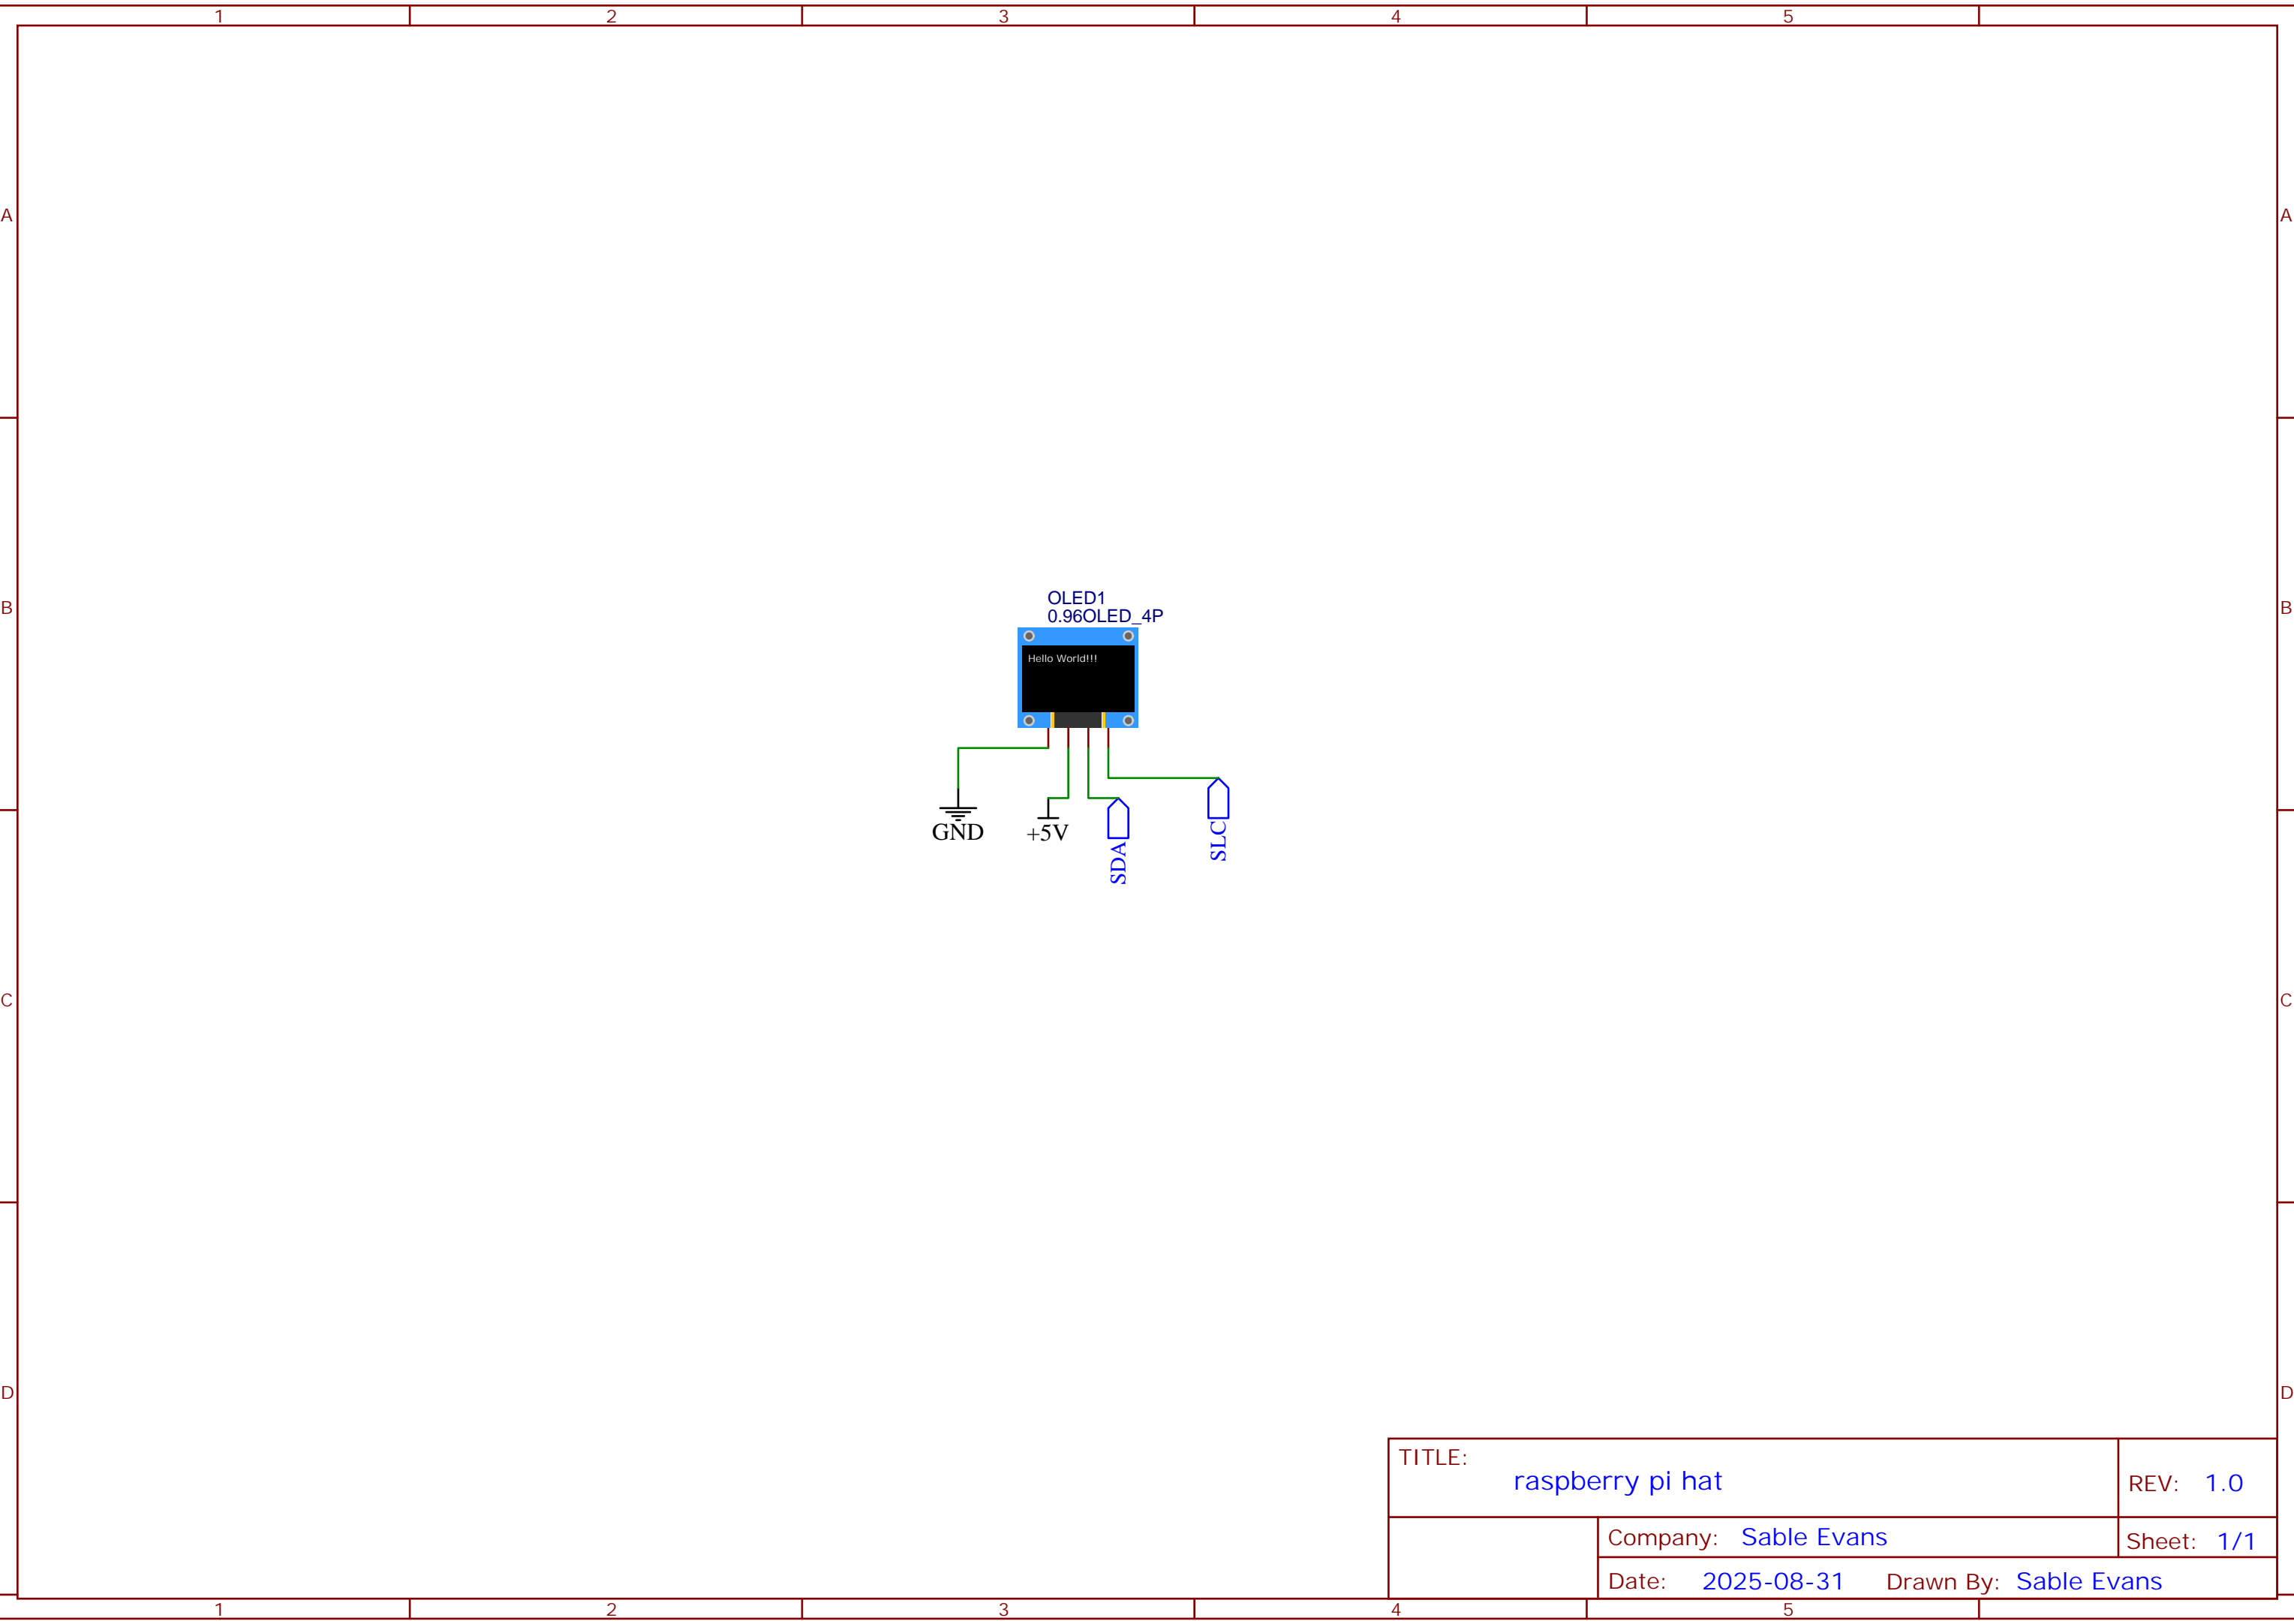 1 2 3 4 5
A A
B B
OLED1
0.96OLED_4P
Hello World!!!
GND +5V SDA SLC
C C
D D
TITLE:
raspberry pi hat
REV: 1.0
Company: Sable Evans
Sheet: 1/1
Date: 2025-08-31 Drawn By: Sable Evans
1 2 3 4 5